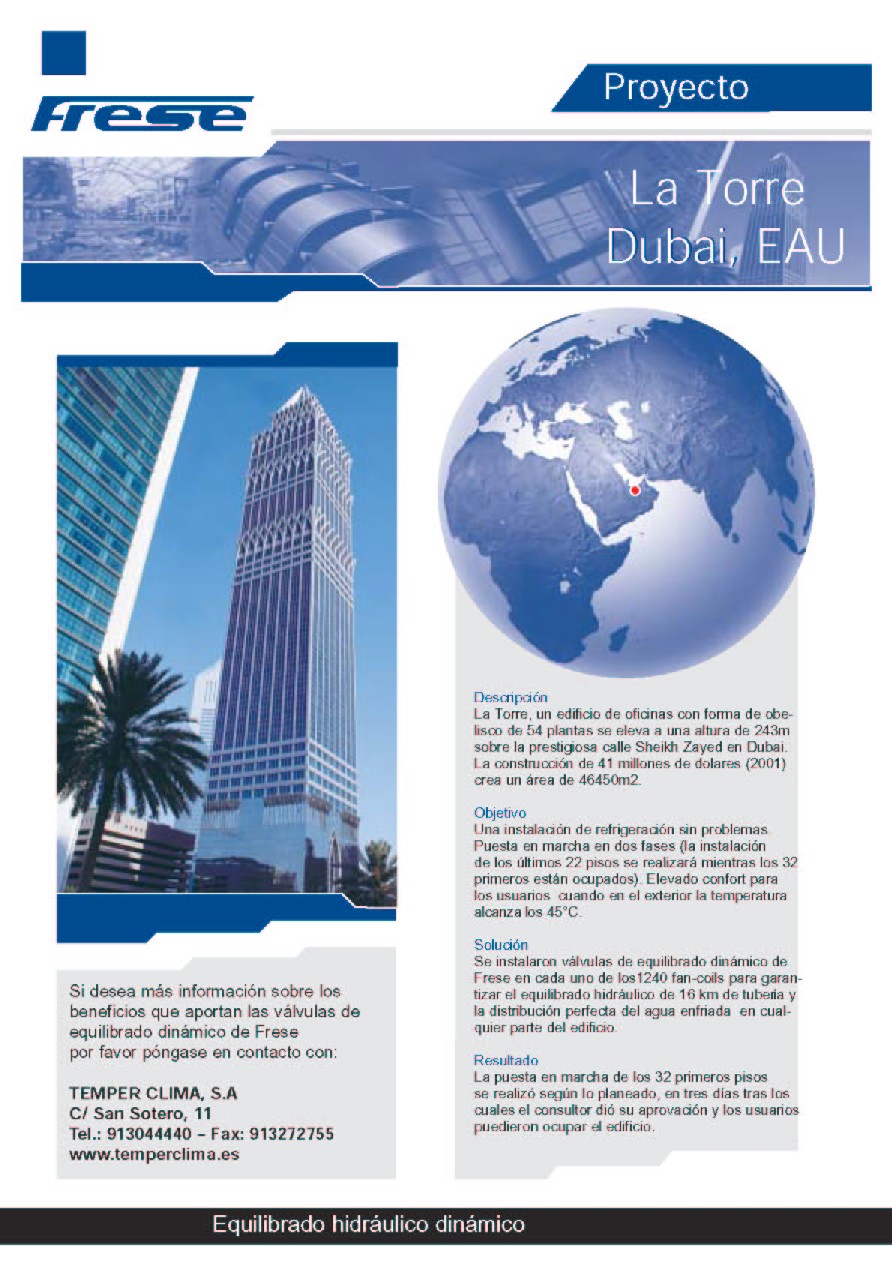 Frese
Proyecto
La Torre
Dubai, EAU
Descripción
La Torre, un edificio de oficinas con forma de obe-
lisco de 54 plantas se eleva a una altura de 243m
sobre la prestigiosa calle Sheikh Zayed en Dubai.
La construcción de 41 millones de dolares (2001)
crea un área de 46450m2.
Objetivo
Una instalación de refrigeración sin problemas.
Puesta en marcha en dos fases (la instalación
de los últimos 22 pisos se realizará mientras los 32
primeros están ocupados). Elevado confort para
los usuarios cuando en el exterior la temperatura
alcanza los 45°C.
Solución
Se instalaron válvulas de equilibrado dinámico de
Frese en cada uno de los1240 fan-coils para garan-
tizar el equilibrado hidráulico de 16 km de tubería y
la distribución perfecta del agua enfriada en cual-
quier parte del edificio.
Resultado
La puesta en marcha de los 32 primeros pisos
se realizó según lo planeado, en tres días tras los
cuales el consultor dió su aprovación y los usuarios
puedieron ocupar el edificio.
Si desea más información sobre los
beneficios que aportan las válvulas de
equilibrado dinámico de Frese
por favor póngase en contacto con:
TEMPER CLIMA, S.A
C/ San Sotero, 11
Tel.: 913044440 – Fax: 913272755
www.temperclima.es
Equilibrado hidráulico dinámico